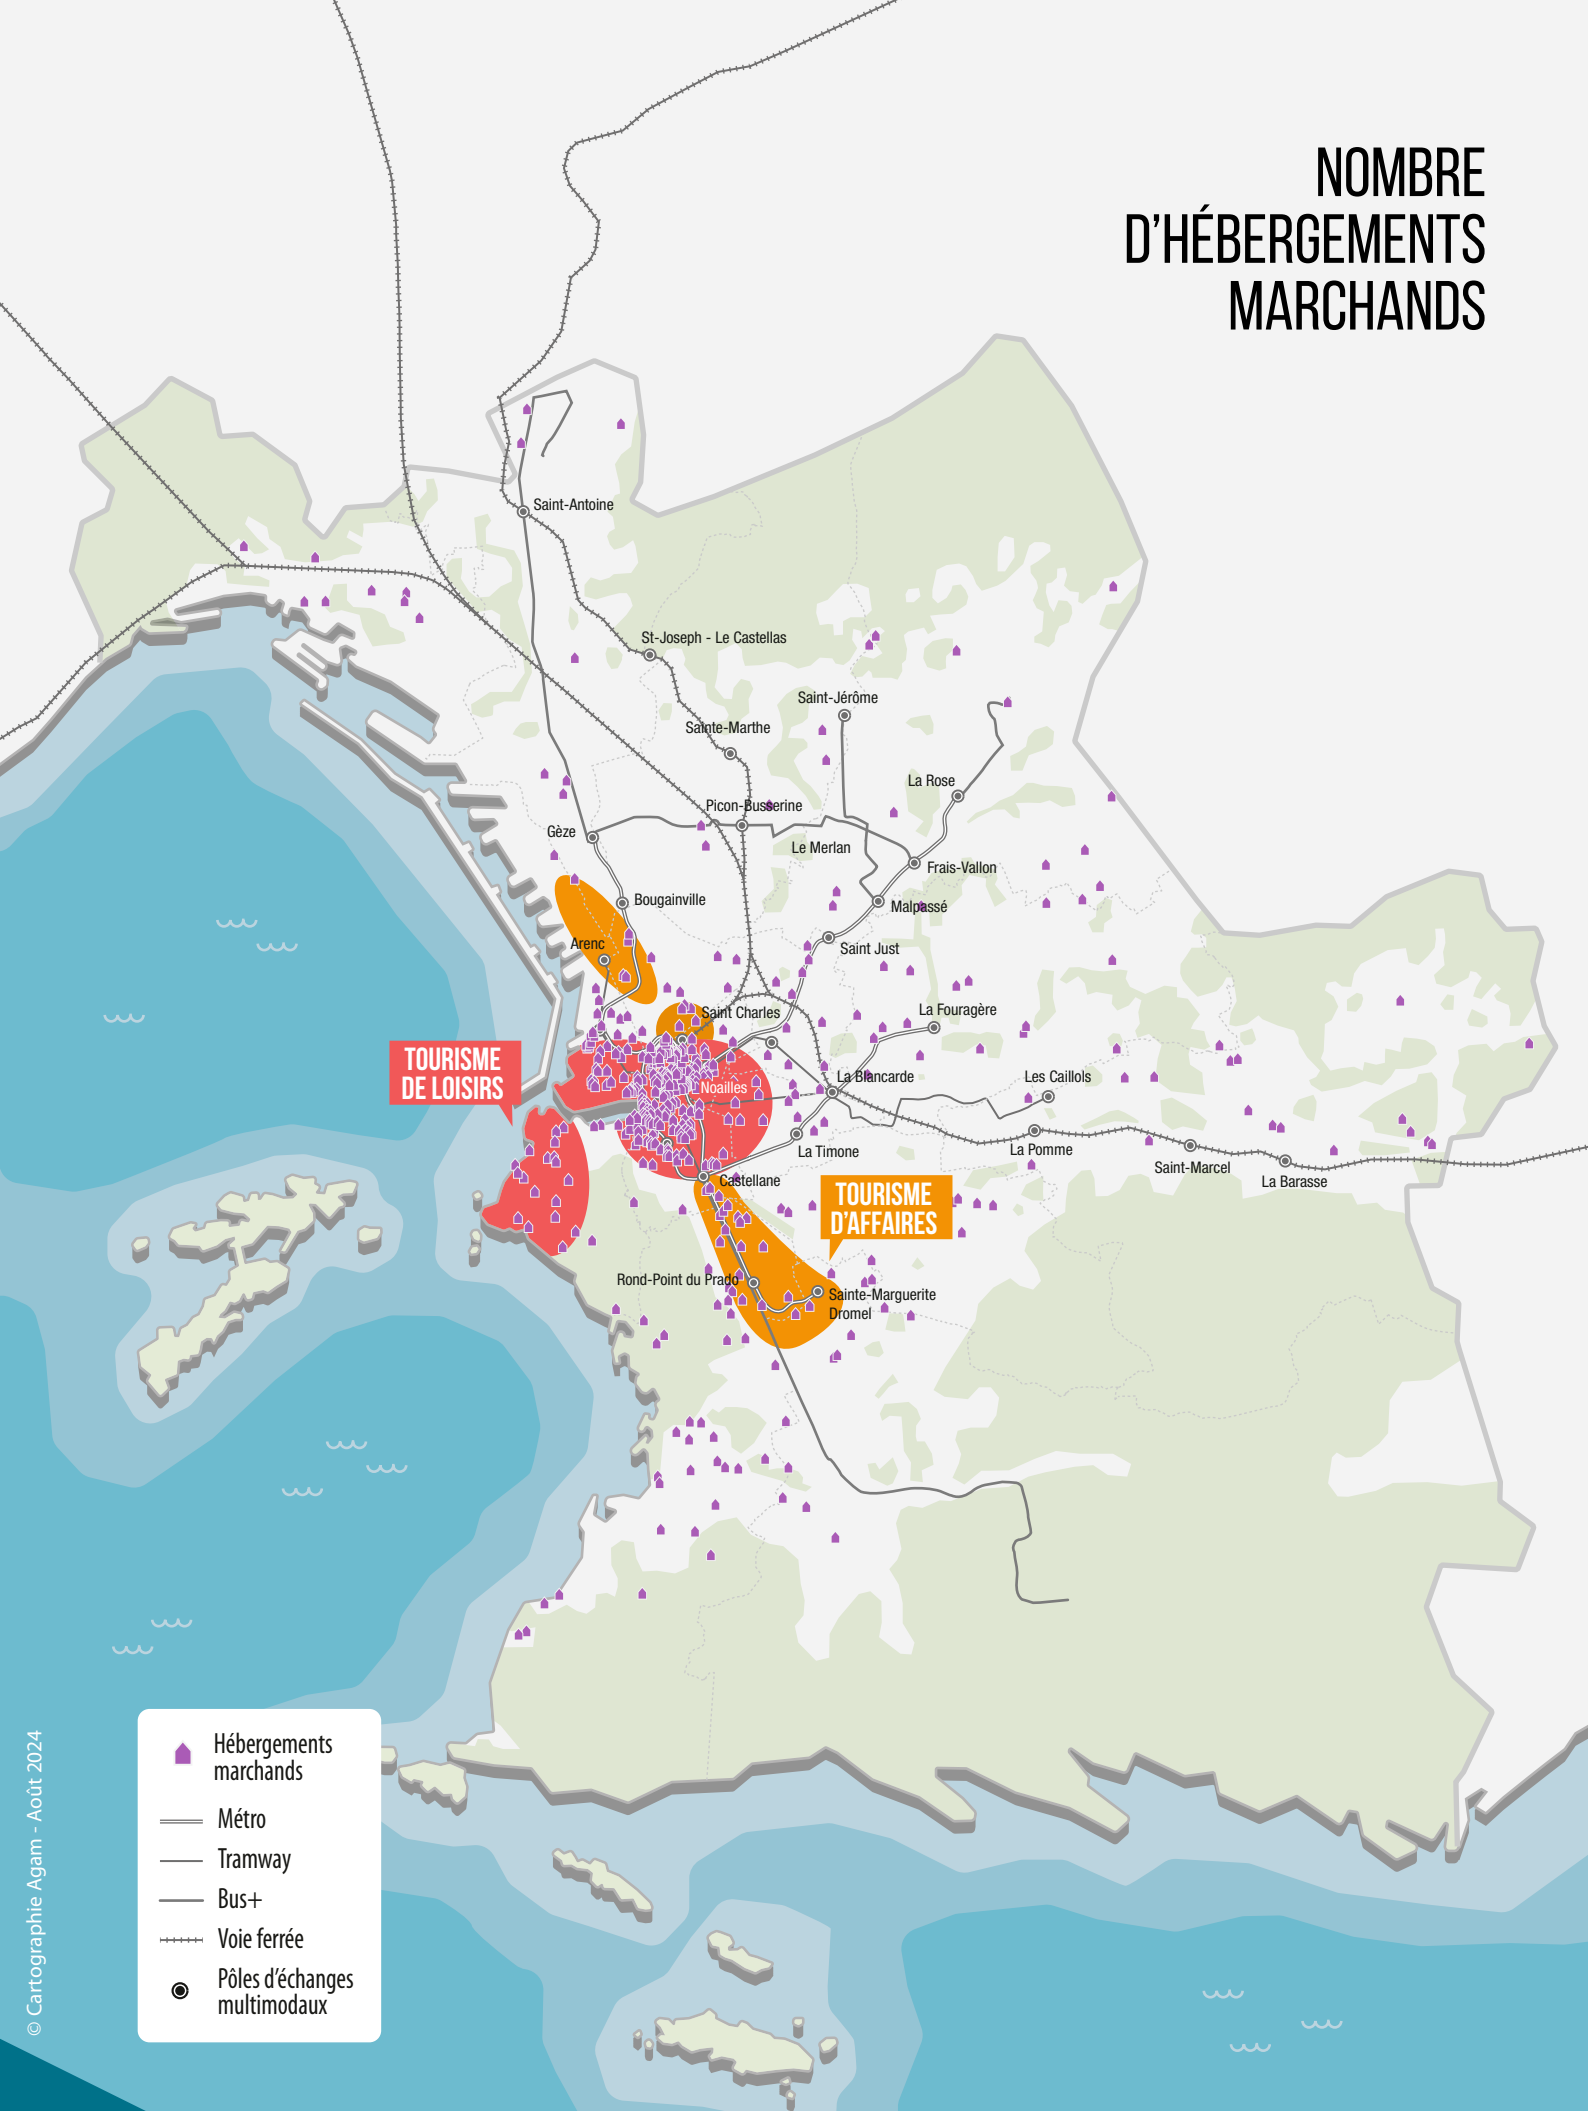 NOMBRE
D'HÉBERGEMENTS
MARCHANDS
Saint-Antoine
St-Joseph - Le Castellas
Saint-Jérôme
Sainte-Marthe
La Rose
Picon-Busserine
Gèze
Le Merlan
Frais-Vallon
Bougainville
Malpassé
Arenc
Saint Just
Saint Charles
La Fouragère
TOURISME
DE LOISIRS
Noailles
La Blancarde
Les Caillols
La Timone
La Pomme
Saint-Marcel
La Barasse
Castellane
TOURISME
D'AFFAIRES
Rond-Point du Prado
Sainte-Marguerite
Dromel
Hébergements
marchands
Métro
Tramway
Bus+
Voie ferrée
Pôles d'échanges
multimodaux
© Cartographie Agam - Août 2024